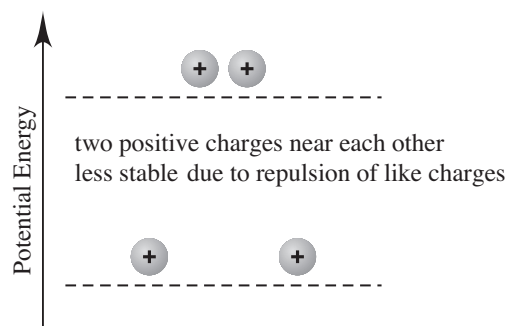 Potential Energy
+ +
two positive charges near each other
less stable due to repulsion of like charges
+ +